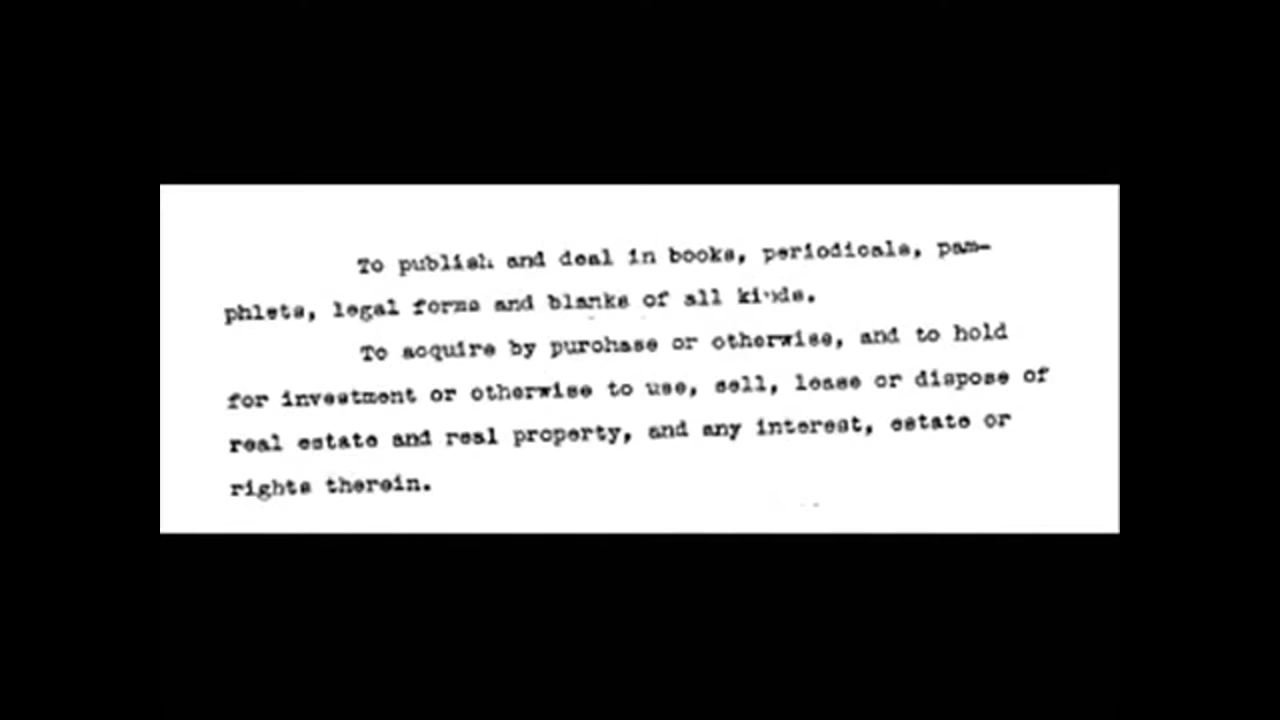 To publish and deal in books, periodicals, pam-
phlets, legal forms and blanks of all kinds.
To acquire by purchase or otherwise, and to hold
for investment or otherwise to use, sell, lease or dispose of
real estate and real property, and any interest, estate or
rights therein.